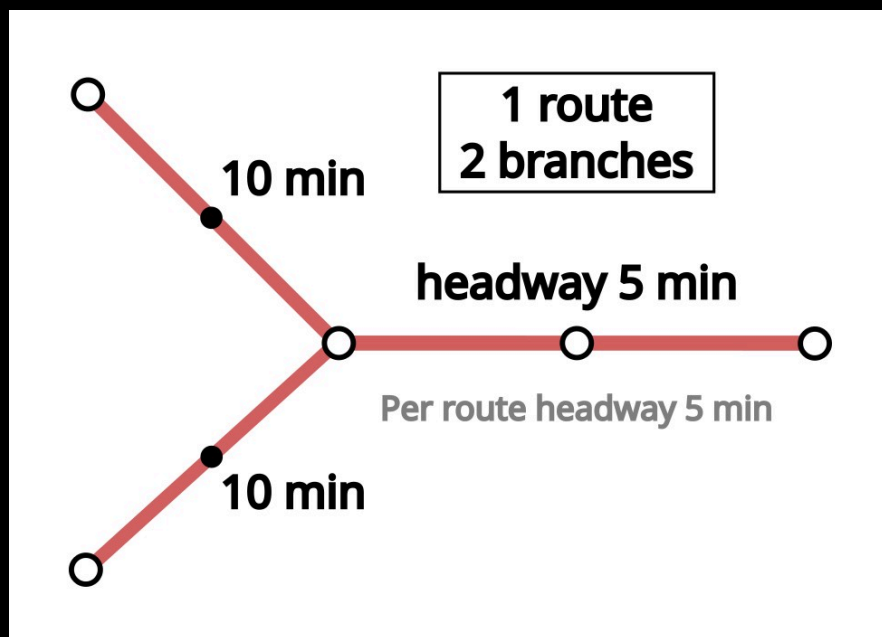 1 route
2 branches
10 min
headway 5 min
Per route headway 5 min
10 min